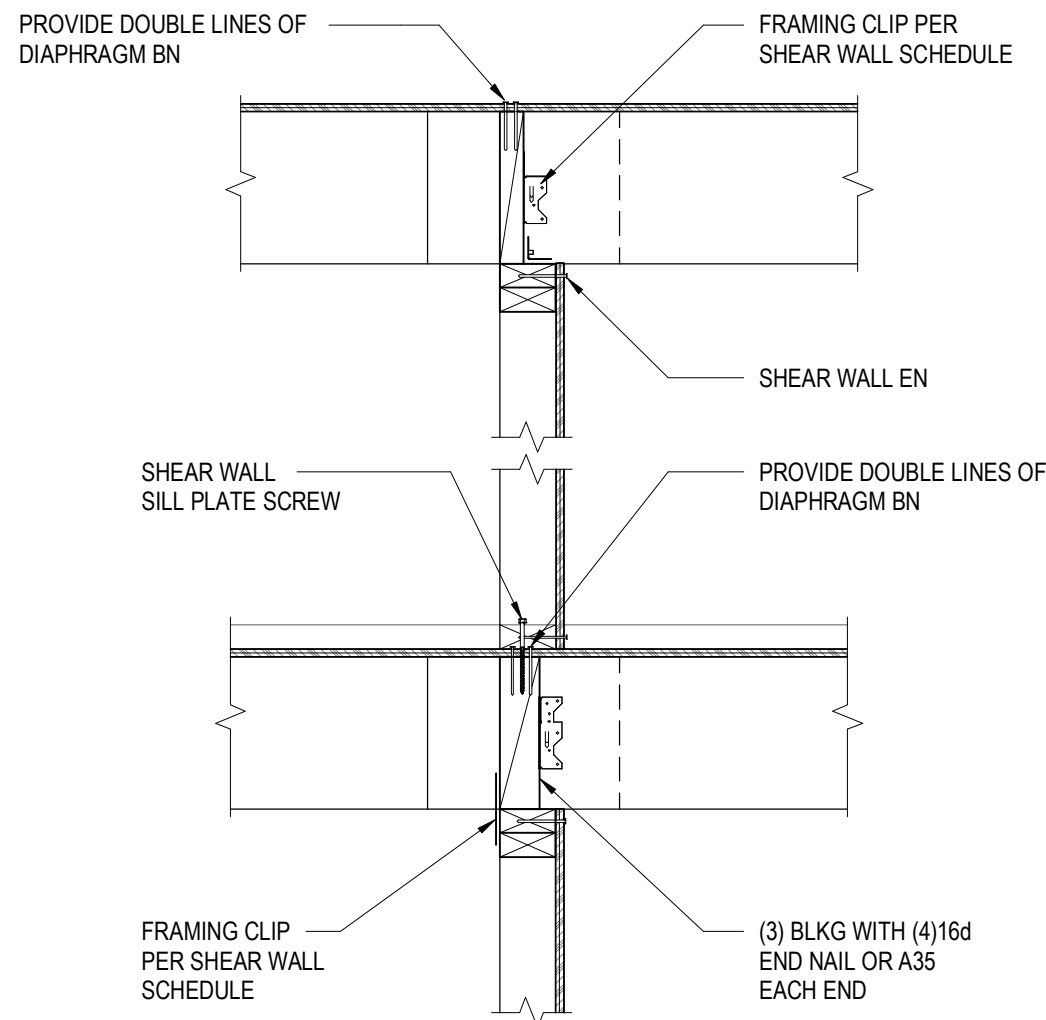 PROVIDE DOUBLE LINES OF
DIAPHRAGM BN
FRAMING CLIP PER
SHEAR WALL SCHEDULE
SHEAR WALL EN
SHEAR WALL
SILL PLATE SCREW
PROVIDE DOUBLE LINES OF
DIAPHRAGM BN
FRAMING CLIP
PER SHEAR WALL
SCHEDULE
(3) BLKG WITH (4)16d
END NAIL OR A35
EACH END